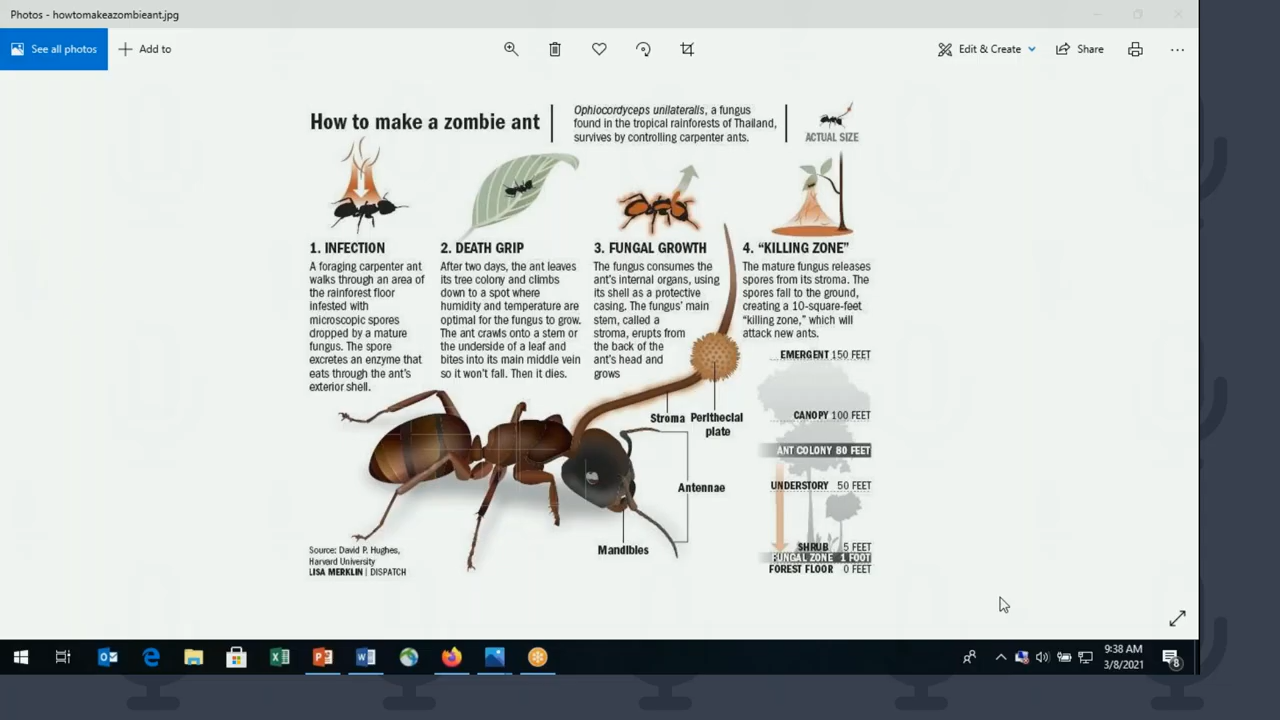 Photos - howtomakeazombieant.jpg
See all photos
Add to
Edit & Create
Share
How to make a zombie ant
Ophiocordyceps unilateralis, a fungus
found in the tropical rainforests of Thailand,
survives by controlling carpenter ants.
ACTUAL SIZE
1. INFECTION
A foraging carpenter ant
walks through an area of
the rainforest floor
infested with
microscopic spores
dropped by a mature
fungus. The spore
excretes an enzyme that
eats through the ant's
exterior shell.
2. DEATH GRIP
After two days, the ant leaves
its tree colony and climbs
down to a spot where
humidity and temperature are
optimal for the fungus to grow.
The ant crawls onto a stem or
the underside of a leaf and
bites into its main middle vein
so it won't fall. Then it dies.
3. FUNGAL GROWTH
The fungus consumes the
ant's internal organs, using
its shell as a protective
casing. The fungus' main
stem, called a
stroma, erupts from
the back of the
ant's head and
grows
4. "KILLING ZONE"
The mature fungus releases
spores from its stroma. The
spores fall to the ground,
creating a 10-square-feet
"killing zone," which will
attack new ants.
EMERGENT 150 FEET
CANOPY 100 FEET
ANT COLONY 80 FEET
UNDERSTORY 50 FEET
SHRUB 5 FEET
FUNGAL ZONE 1 FOOT
FOREST FLOOR 0 FEET
Stroma
Perithecial
plate
Antennae
Mandibles
Source: David P. Hughes,
Harvard University
LISA MERKLIN | DISPATCH
9:38 AM
3/8/2021
8